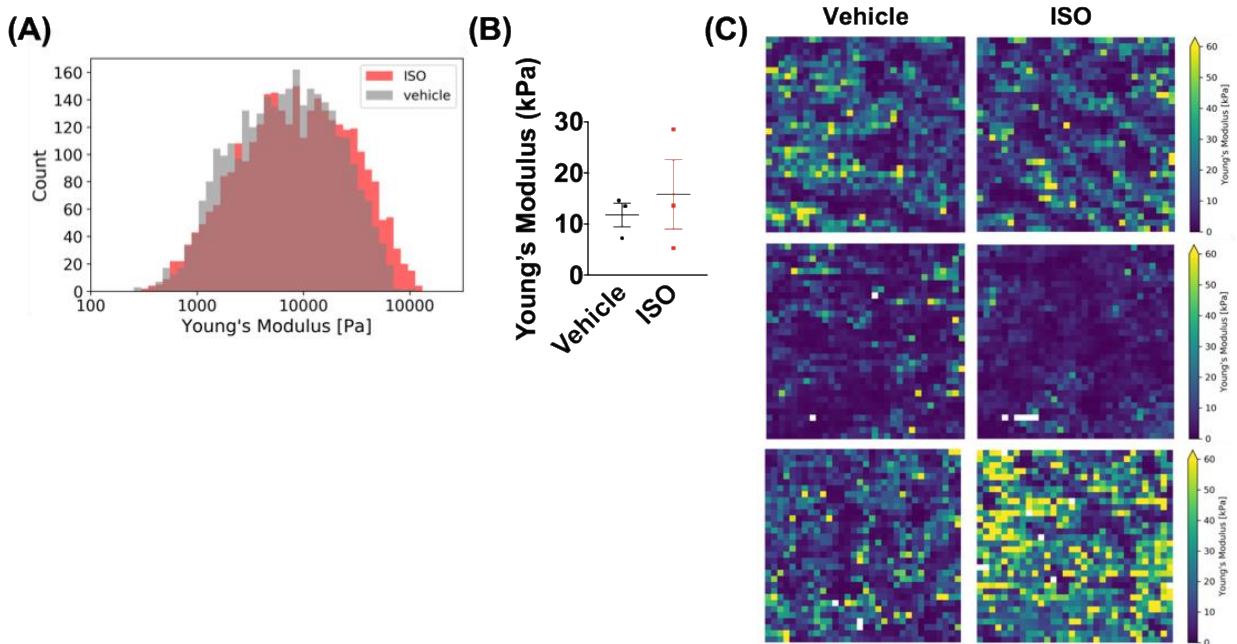 (A)
160
140
120
100
80
60
40
20
0
Count
100 1000 10000 10000
Young's Modulus [Pa]
ISO
vehicle
(B)
Young's Modulus (kPa)
30
20
10
0
Vehicle ISO
(C)
Vehicle ISO
60
50
40
30
20
10
0
Young's Modulus [kPa]
60
50
40
30
20
10
0
Young's Modulus [kPa]
60
50
40
30
20
10
0
Young's Modulus [kPa]